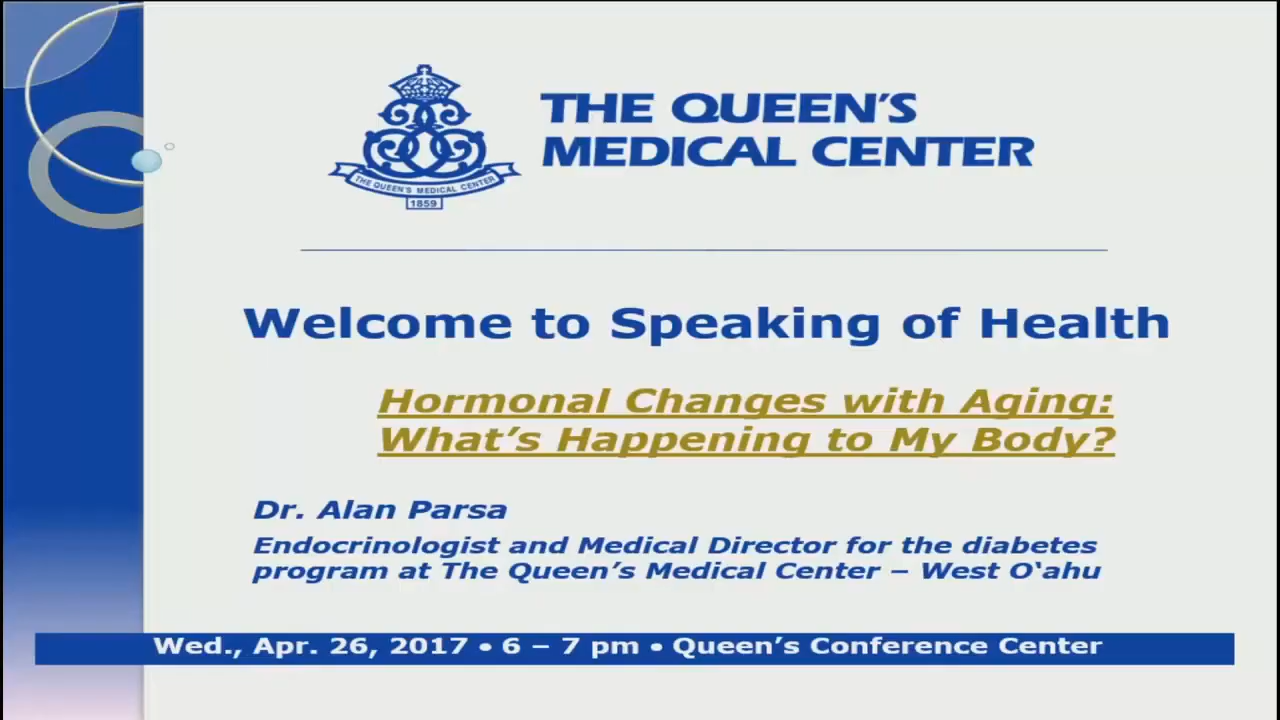 THE QUEEN'S
MEDICAL CENTER
THE QUEEN'S MEDICAL CENTER
1859
Welcome to Speaking of Health
Hormonal Changes with Aging:
What's Happening to My Body?
Dr. Alan Parsa
Endocrinologist and Medical Director for the diabetes
program at The Queen's Medical Center – West Oʻahu
Wed., Apr. 26, 2017 • 6 – 7 pm • Queen's Conference Center